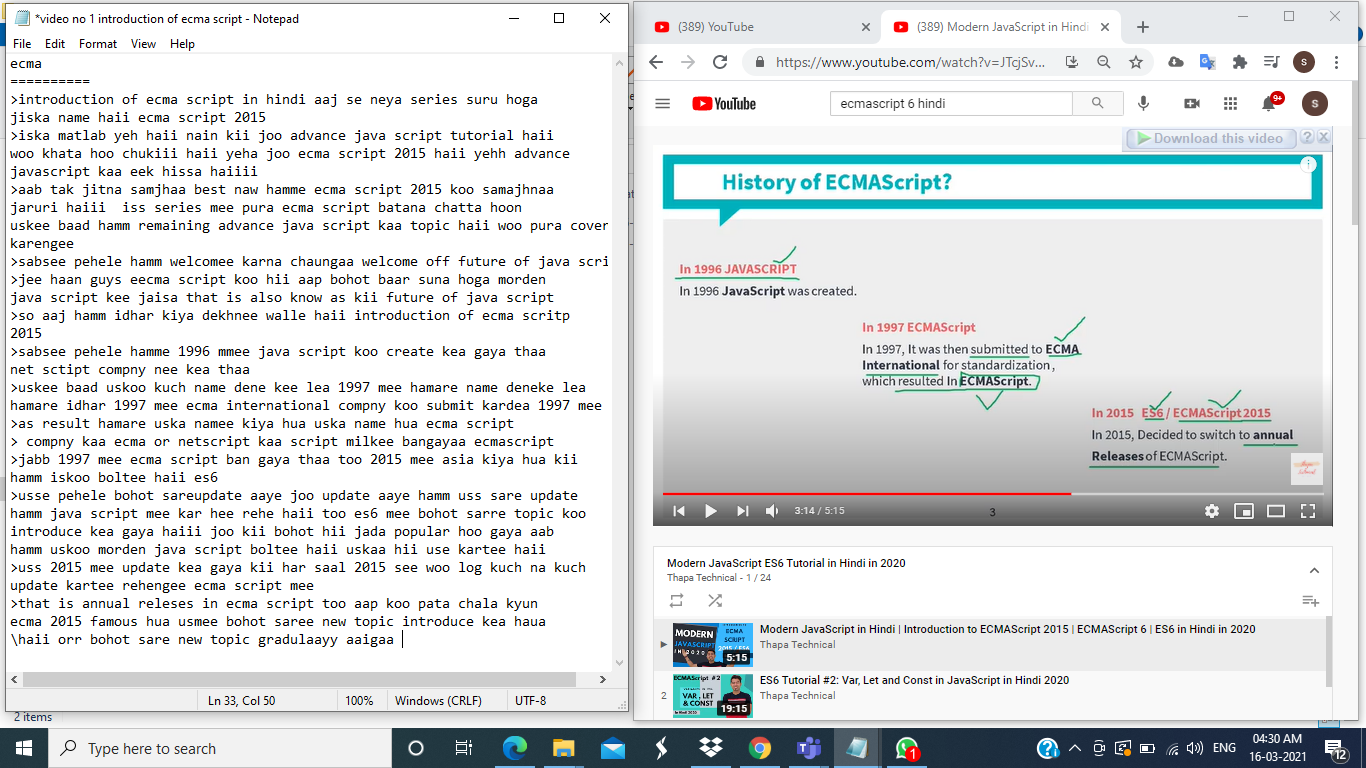 *video no 1 introduction of ecma script - Notepad
File Edit Format View Help
ecma
==========
>introduction of ecma script in hindi aaj se neya series suru hoga
jiska name haii ecma script 2015
>iska matlab yeh haii nain kii joo advance java script tutorial haii
woo khata hoo chukiii haii yeha joo ecma script 2015 haii yehh advance
javascript kaa eek hissa haiiii
>aab tak jitna samjhaa best naw hamme ecma script 2015 koo samajhnaa
jaruri haiii  iss series mee pura ecma script batana chatta hoon
uskee baad hamm remaining advance java script kaa topic haii woo pura cover
karengee
>sabsee pehele hamm welcomee karna chaungaa welcome off future of java scri
>jee haan guys eecma script koo hii aap bohot baar suna hoga morden
java script kee jaisa that is also know as kii future of java script
>so aaj hamm idhar kiya dekhnee walle haii introduction of ecma scritp
2015
>sabsee pehele hamme 1996 mmee java script koo create kea gaya thaa
net sctipt compny nee kea thaa
>uskee baad uskoo kuch name dene kee lea 1997 mee hamare name deneke lea
hamare idhar 1997 mee ecma international compny koo submit kardea 1997 mee
>as result hamare uska namee kiya hua uska name hua ecma script
> compny kaa ecma or netscript kaa script milkee bangayaa ecmascript
>jabb 1997 mee ecma script ban gaya thaa too 2015 mee asia kiya hua kii
hamm iskoo boltee haii es6
>usse pehele bohot sareupdate aaye joo update aaye hamm uss sare update
hamm java script mee kar hee rehe haii too es6 mee bohot sarre topic koo
introduce kea gaya haiii joo kii bohot hii jada popular hoo gaya aab
hamm uskoo morden java script boltee haii uskaa hii use kartee haii
>uss 2015 mee update kea gaya kii har saal 2015 see woo log kuch na kuch
update kartee rehengee ecma script mee
>that is annual releses in ecma script too aap koo pata chala kyun
ecma 2015 famous hua usmee bohot saree new topic introduce kea haua
\haii orr bohot sare new topic gradulaayy aaigaa
Ln 33, Col 50 100% Windows (CRLF) UTF-8
2 items
(389) YouTube
(389) Modern JavaScript in Hindi
https://www.youtube.com/watch?v=JTcjSv...
S
YouTube
ecmascript 6 hindi
9+
S
Download this video ? X
History of ECMAScript?
In 1996 JAVASCRIPT
In 1996 JavaScript was created.
In 1997 ECMAScript
In 1997, It was then submitted to ECMA
International for standardization,
which resulted In ECMAScript.
In 2015 ES6 / ECMAScript 2015
In 2015, Decided to switch to annual
Releases of ECMAScript.
3:14 / 5:15
3
Modern JavaScript ES6 Tutorial in Hindi in 2020
Thapa Technical - 1 / 24
MODERN
JAVASCRIPT
IN 2020
ECMA
SCRIPT
2015 / ES6
5:15
Modern JavaScript in Hindi | Introduction to ECMAScript 2015 | ECMAScript 6 | ES6 in Hindi in 2020
Thapa Technical
2
ECMAScript #2
VAR, LET
& CONST
In Hindi 2020
19:15
ES6 Tutorial #2: Var, Let and Const in JavaScript in Hindi 2020
Thapa Technical
Type here to search
1
ENG
04:30 AM
16-03-2021
12